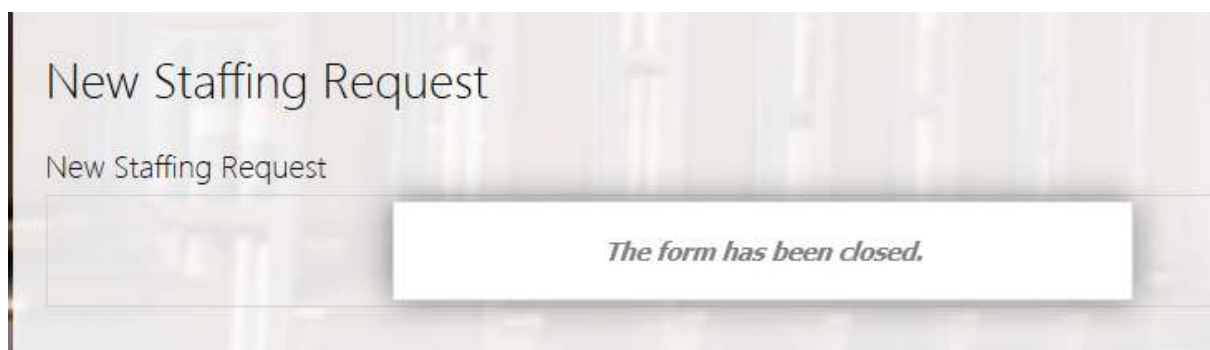 New Staffing Request
New Staffing Request
The form has been closed.